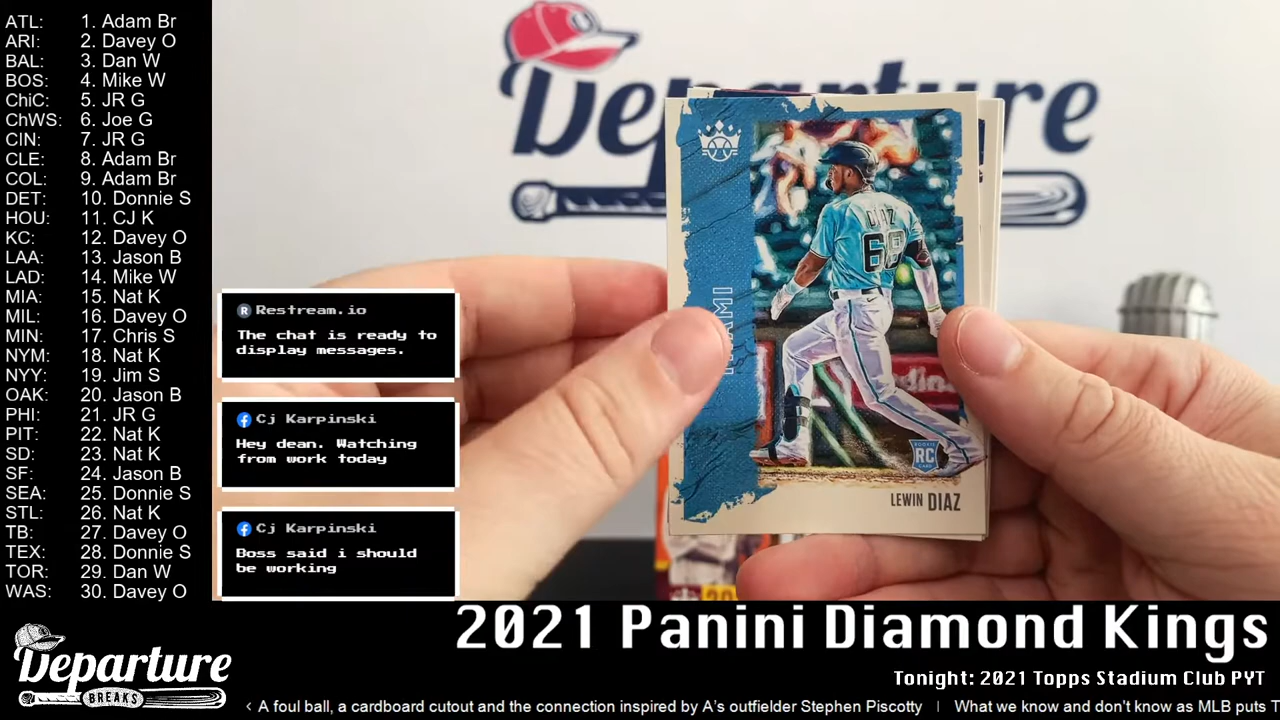 ATL: 1. Adam Br
ARI: 2. Davey O
BAL: 3. Dan W
BOS: 4. Mike W
ChiC: 5. JR G
ChWS: 6. Joe G
CIN: 7. JR G
CLE: 8. Adam Br
COL: 9. Adam Br
DET: 10. Donnie S
HOU: 11. CJ K
KC: 12. Davey O
LAA: 13. Jason B
LAD: 14. Mike W
MIA: 15. Nat K
MIL: 16. Davey O
MIN: 17. Chris S
NYM: 18. Nat K
NYY: 19. Jim S
OAK: 20. Jason B
PHI: 21. JR G
PIT: 22. Nat K
SD: 23. Nat K
SF: 24. Jason B
SEA: 25. Donnie S
STL: 26. Nat K
TB: 27. Davey O
TEX: 28. Donnie S
TOR: 29. Dan W
WAS: 30. Davey O
Restream.io
The chat is ready to
display messages.
Cj Karpinski
Hey dean. Watching
from work today
Cj Karpinski
Boss said i should
be working
Departure
DIAZ
68
ROOKIE
RC
CARD
LEWIN DIAZ
2021 Panini Diamond Kings
Tonight: 2021 Topps Stadium Club PYT
Departure
BREAKS
‹ A foul ball, a cardboard cutout and the connection inspired by A's outfielder Stephen Piscotty | What we know and don't know as MLB puts T